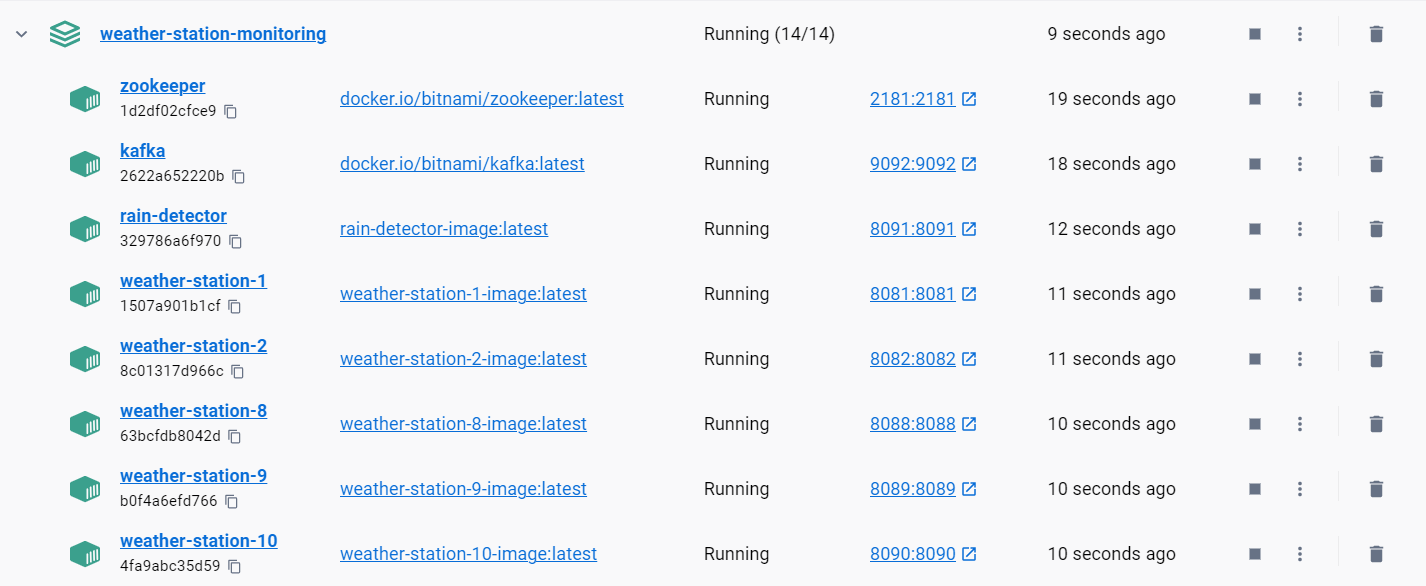 weather-station-monitoring Running (14/14) 9 seconds ago
zookeeper
1d2df02cfce9 docker.io/bitnami/zookeeper:latest Running 2181:2181 19 seconds ago
kafka
2622a652220b docker.io/bitnami/kafka:latest Running 9092:9092 18 seconds ago
rain-detector
329786a6f970 rain-detector-image:latest Running 8091:8091 12 seconds ago
weather-station-1
1507a901b1cf weather-station-1-image:latest Running 8081:8081 11 seconds ago
weather-station-2
8c01317d966c weather-station-2-image:latest Running 8082:8082 11 seconds ago
weather-station-8
63bcfdb8042d weather-station-8-image:latest Running 8088:8088 10 seconds ago
weather-station-9
b0f4a6efd766 weather-station-9-image:latest Running 8089:8089 10 seconds ago
weather-station-10
4fa9abc35d59 weather-station-10-image:latest Running 8090:8090 10 seconds ago